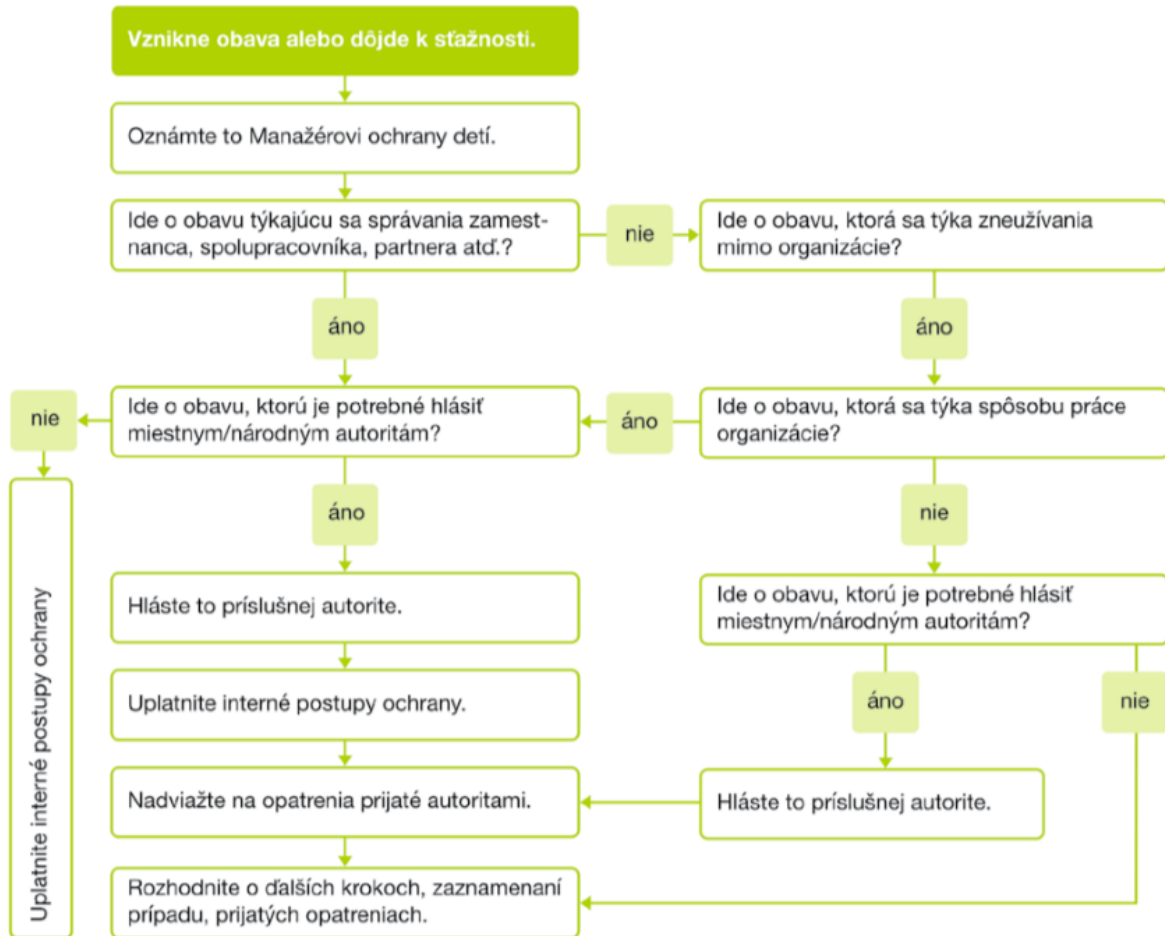 Vznikne obava alebo dôjde k sťažnosti.
Oznámte to Manažérovi ochrany detí.
Ide o obavu týkajúcu sa správania zamest-
nanca, spolupracovníka, partnera atď.?
nie
Ide o obavu, ktorá sa týka zneužívania
mimo organizácie?
áno
áno
nie
Ide o obavu, ktorú je potrebné hlásiť
miestnym/národným autoritám?
áno
Ide o obavu, ktorá sa týka spôsobu práce
organizácie?
áno
nie
Hláste to príslušnej autorite.
Ide o obavu, ktorú je potrebné hlásiť
miestnym/národným autoritám?
Uplatnite interné postupy ochrany
Uplatnite interné postupy ochrany.
áno
nie
Nadviažte na opatrenia prijaté autoritami.
Hláste to príslušnej autorite.
Rozhodnite o ďalších krokoch, zaznamenaní
prípadu, prijatých opatreniach.